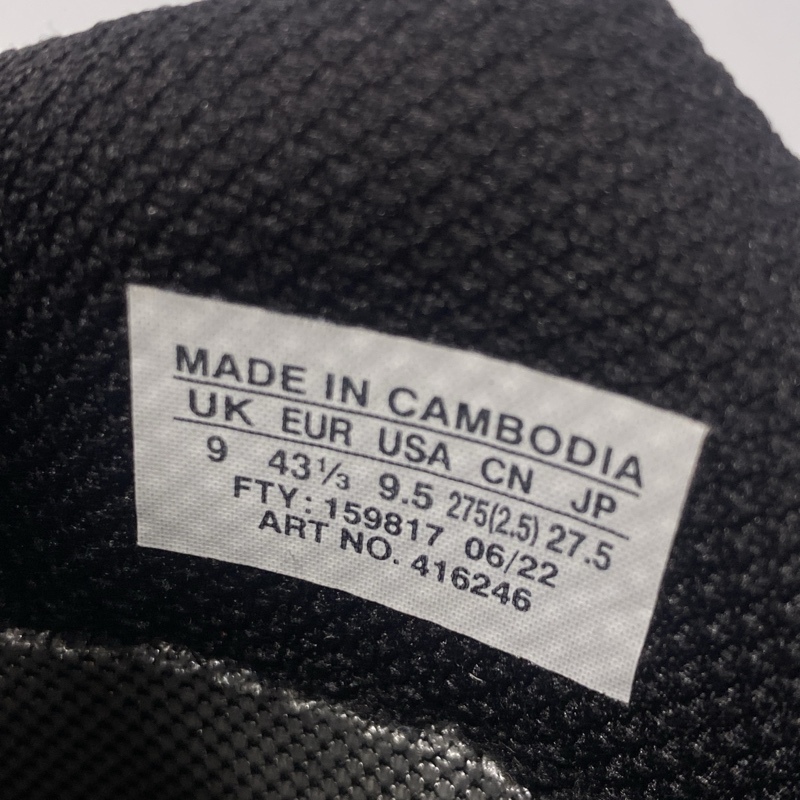 MADE IN CAMBODIA
UK EUR USA CN JP
9 43⅓ 9.5 275(2.5) 27.5
FTY: 159817 06/22
ART NO. 416246